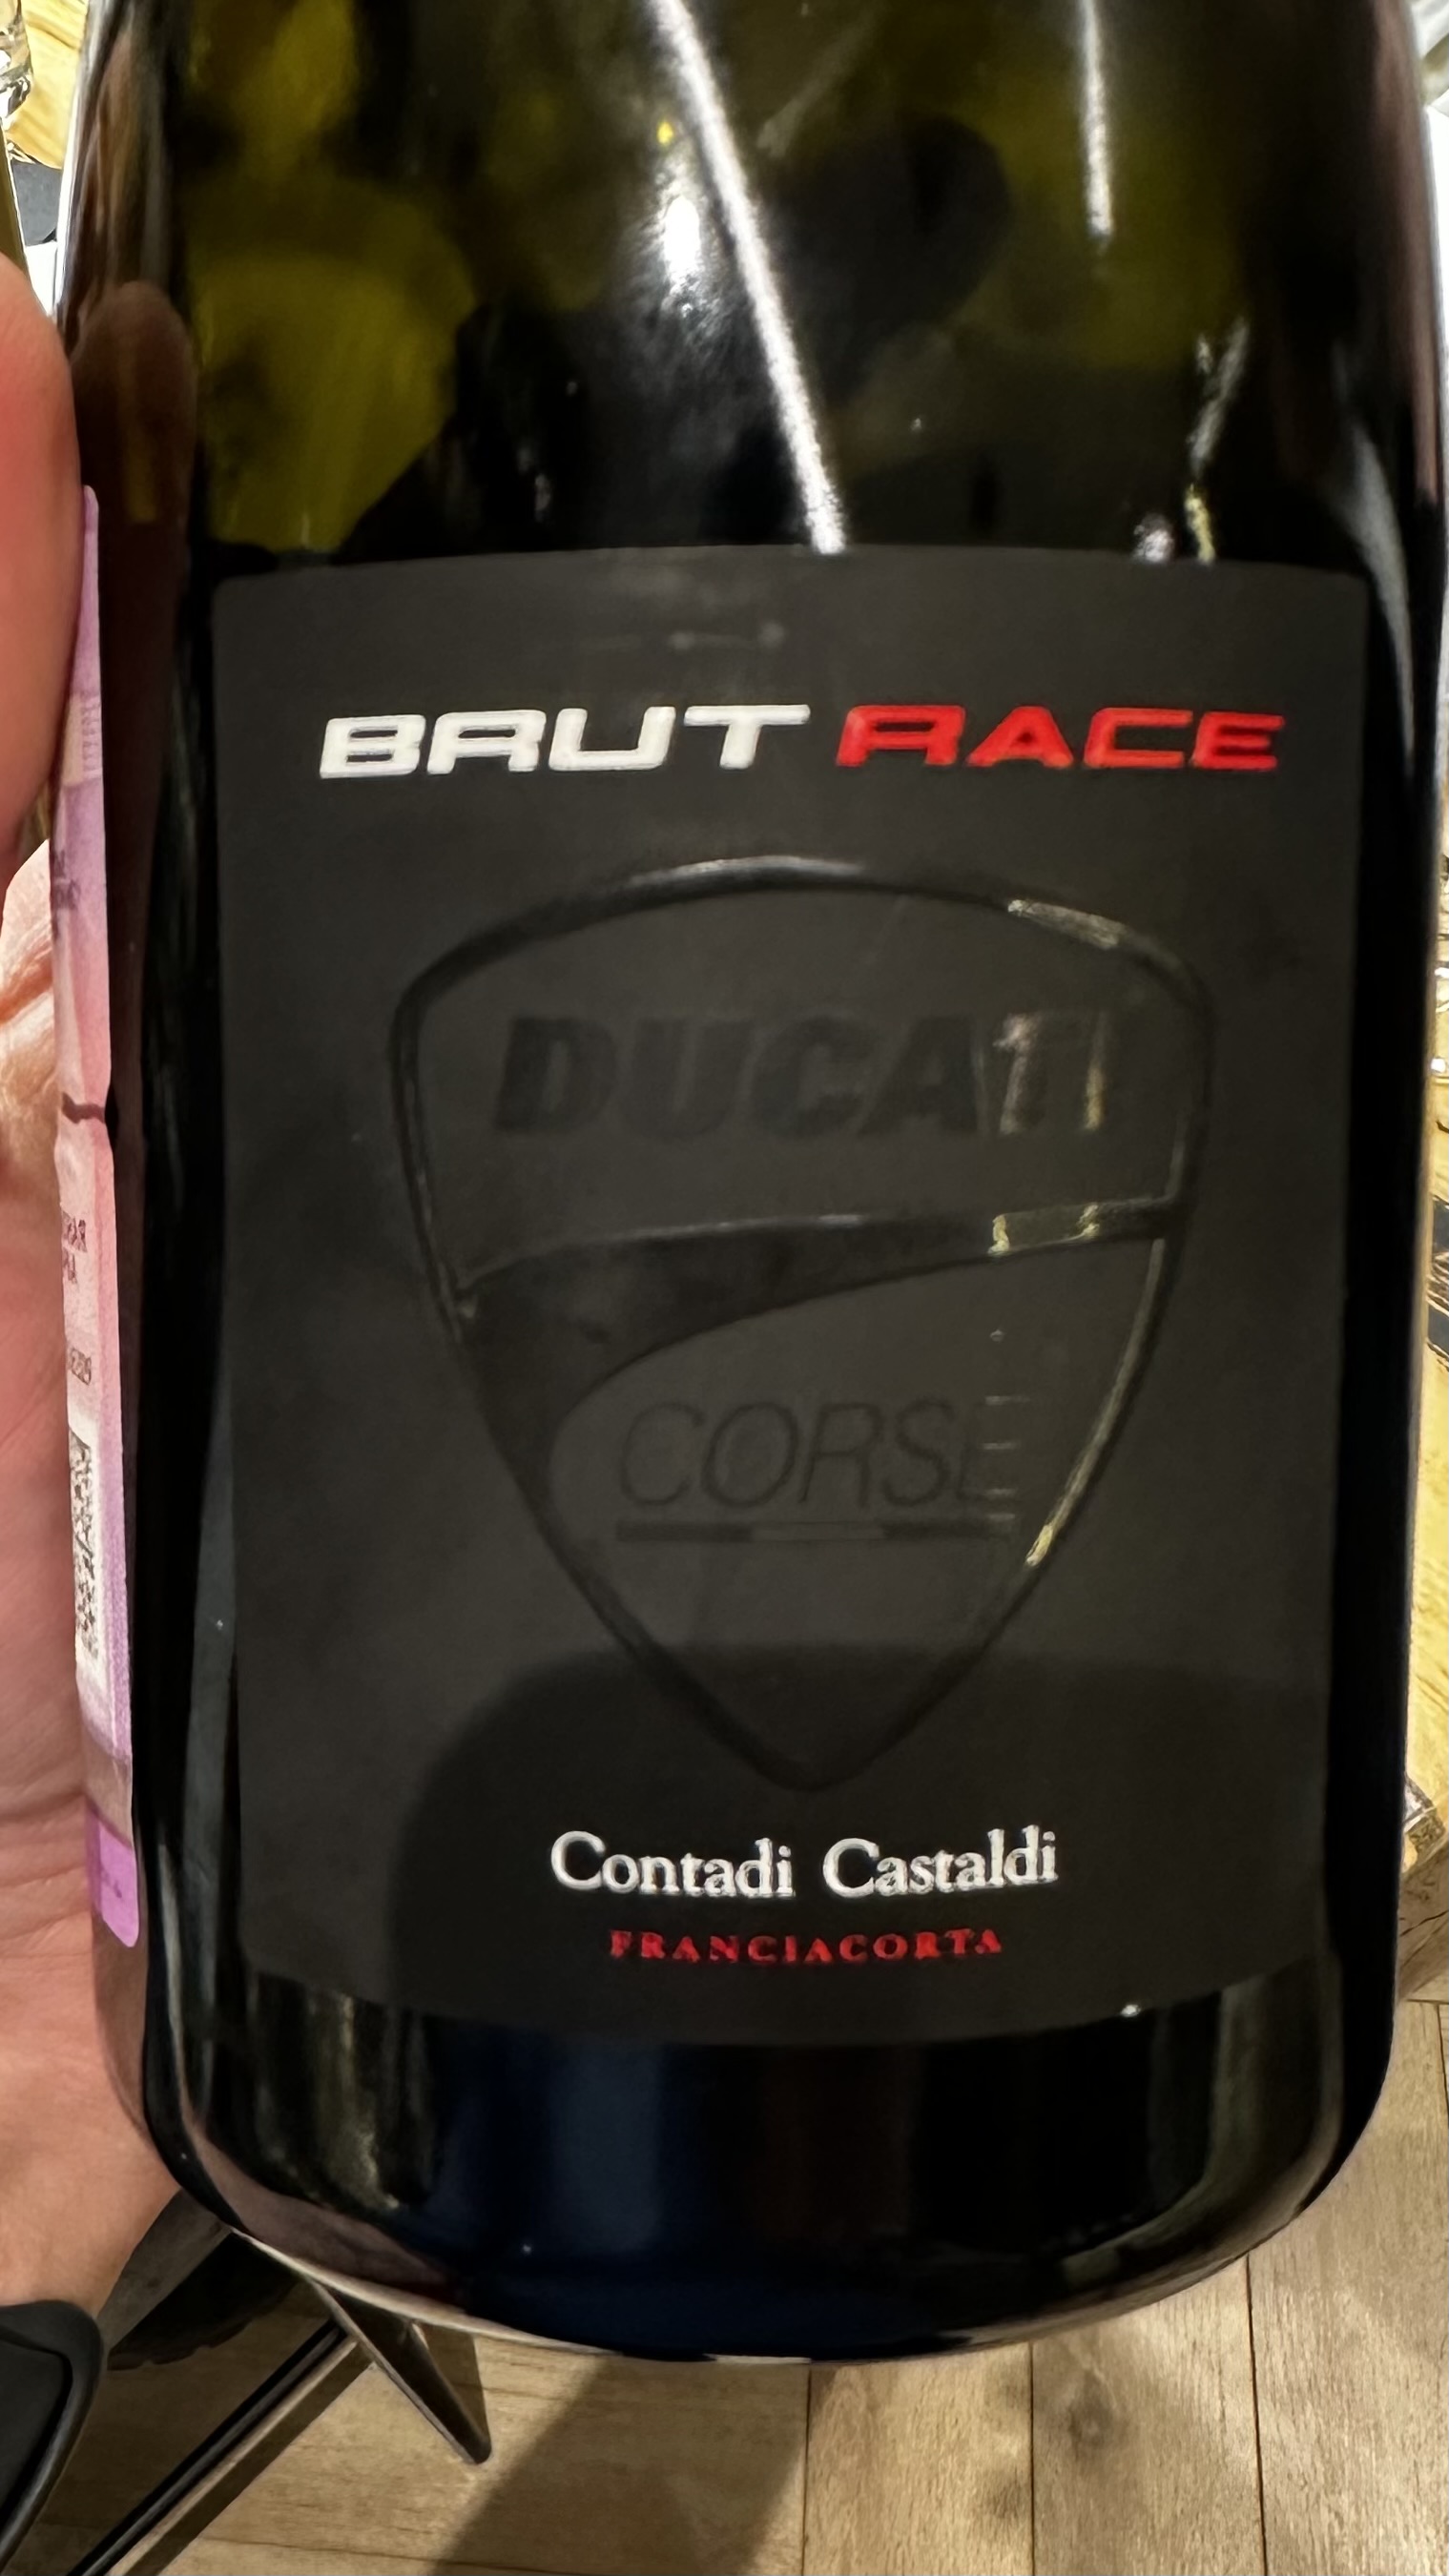 BRUT RACE
DUCATI
CORSE
Contadi Castaldi
FRANCIACORTA